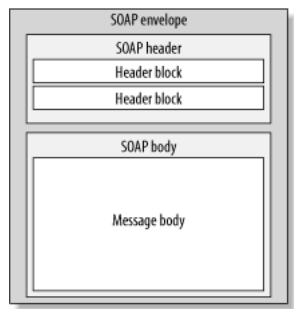 SOAP envelope
SOAP header
Header block
Header block
SOAP body
Message body